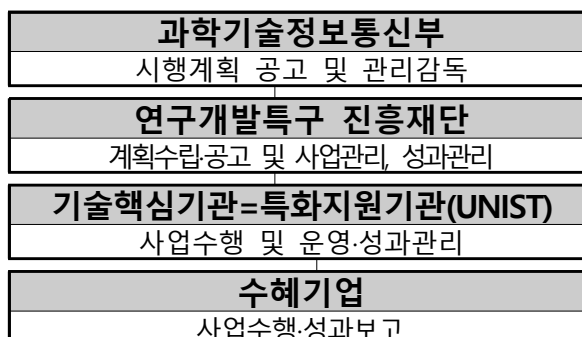 과학기술정보통신부
시행계획 공고 및 관리감독
연구개발특구 진흥재단
계획수립·공고 및 사업관리, 성과관리
기술핵심기관=특화지원기관(UNIST)
사업수행 및 운영·성과관리
수혜기업
사업수행·성과보고